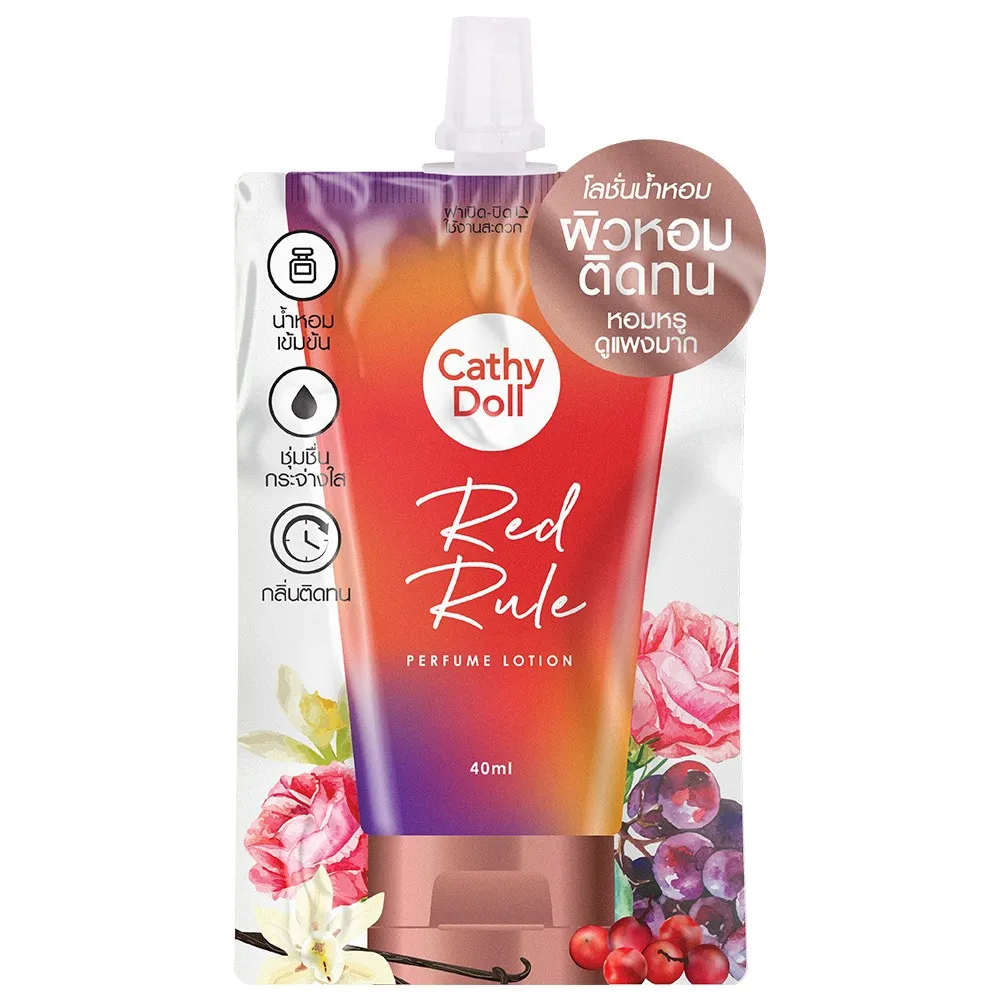 ฝาเปิด-ปิด
ใช้งานสะดวก
โลชั่นน้ำหอม
ผิวหอม
ติดทน
หอมหรู
ดูแพงมาก
น้ำหอม
เข้มข้น
ชุ่มชื่น
กระจ่างใส
กลิ่นติดทน
Cathy
Doll
Red
Rule
PERFUME LOTION
40ml